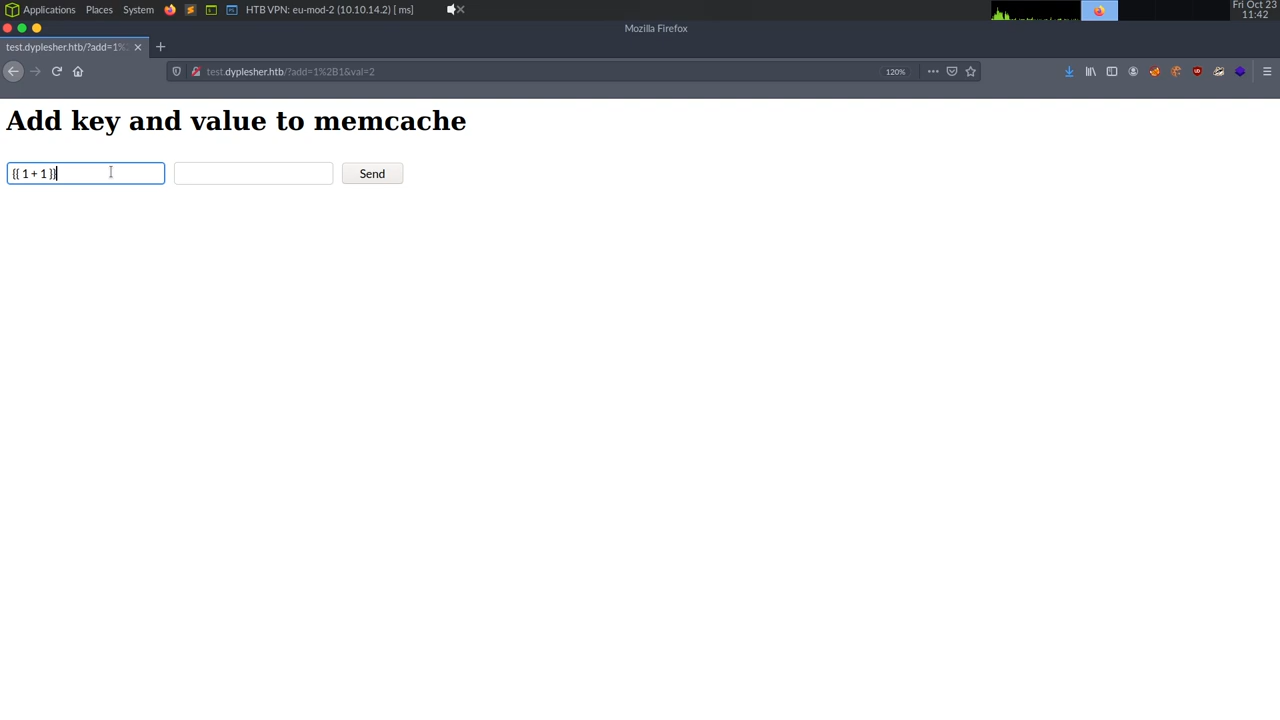 Applications Places System HTB VPN: eu-mod-2 (10.10.14.2) [ ms] Fri Oct 23
11:42
Mozilla Firefox
test.dyplesher.htb/?add=1%2
test.dyplesher.htb/?add=1%2B1&val=2 120%
Add key and value to memcache
{{ 1 + 1 }} Send